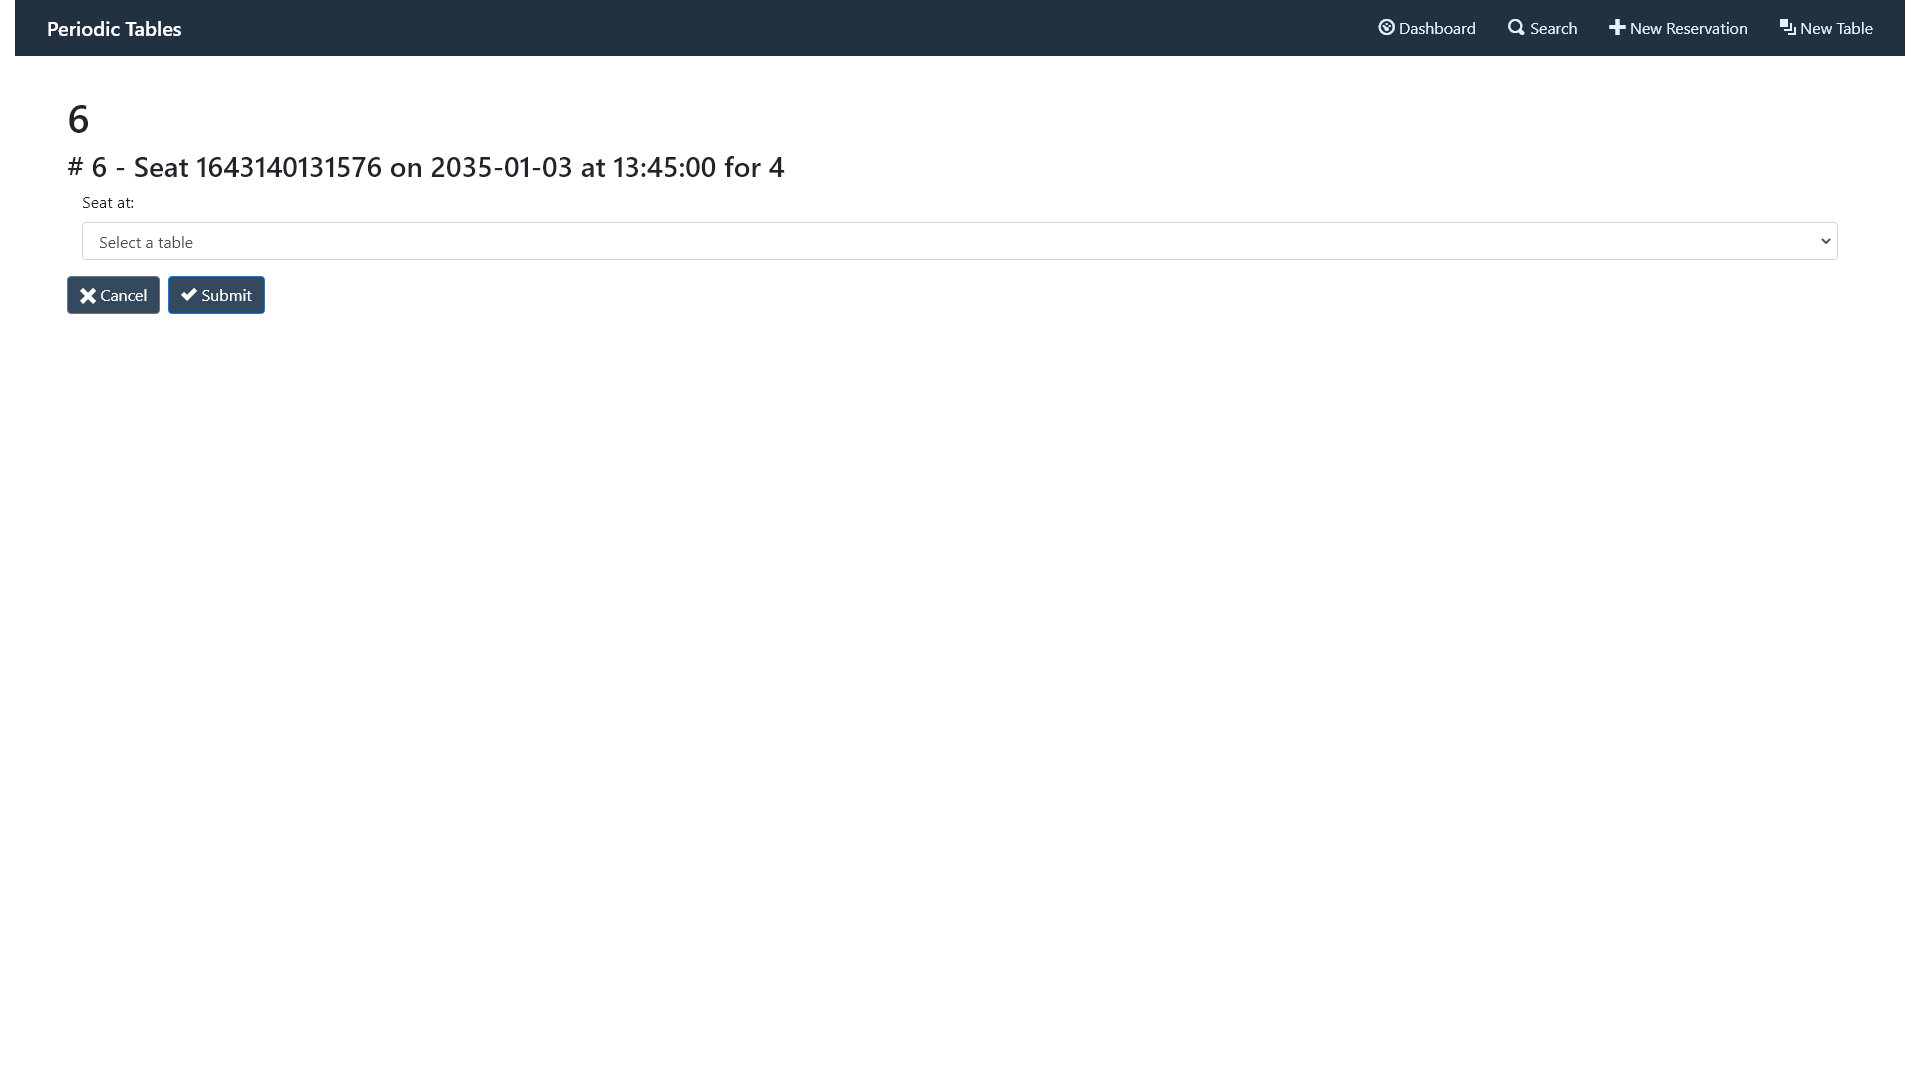 Periodic Tables
Dashboard
Search
New Reservation
New Table
6
# 6 - Seat 1643140131576 on 2035-01-03 at 13:45:00 for 4
Seat at:
Select a table
Cancel
Submit